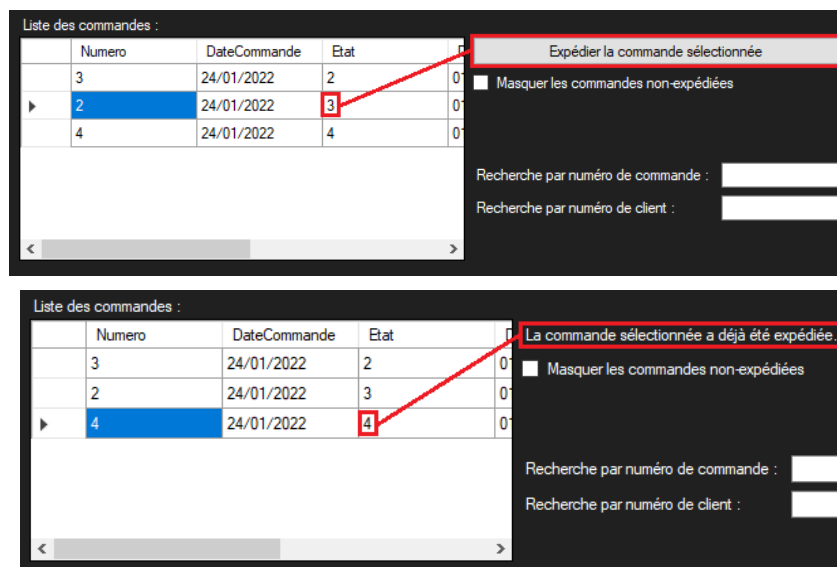 Liste des commandes :
Numero DateCommande Etat
Expédier la commande sélectionnée
3 24/01/2022 2
Masquer les commandes non-expédiées
2 24/01/2022 3
4 24/01/2022 4
Recherche par numéro de commande :
Recherche par numéro de client :
Liste des commandes :
Numero DateCommande Etat
La commande sélectionnée a déjà été expédiée.
3 24/01/2022 2
Masquer les commandes non-expédiées
2 24/01/2022 3
4 24/01/2022 4
Recherche par numéro de commande :
Recherche par numéro de client :